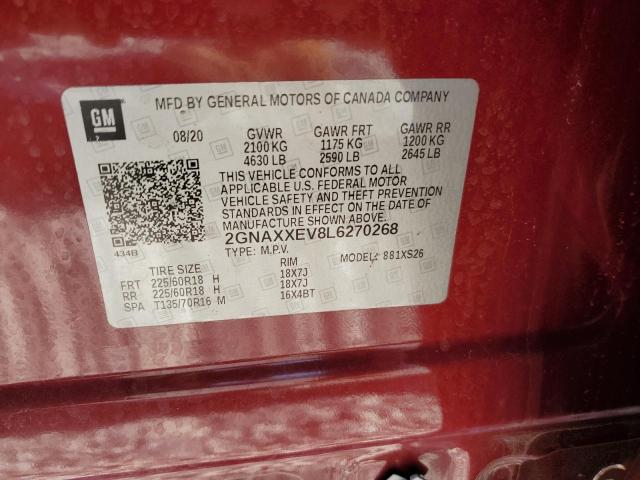 GM
MFD BY GENERAL MOTORS OF CANADA COMPANY
08/20 GVWR GAWR FRT GAWR RR
2100 KG 1175 KG 1200 KG
4630 LB 2590 LB 2645 LB
THIS VEHICLE CONFORMS TO ALL
APPLICABLE U.S. FEDERAL MOTOR
VEHICLE SAFETY AND THEFT PREVENTION
STANDARDS IN EFFECT ON THE DATE OF
MANUFACTURE SHOWN ABOVE.
2GNAXXEV8L6270268
434B TYPE: M.P.V. MODEL: 881XS26
TIRE SIZE RIM
FRT 225/60R18 H 18X7J
RR 225/60R18 H 18X7J
SPA T135/70R16 M 16X4BT